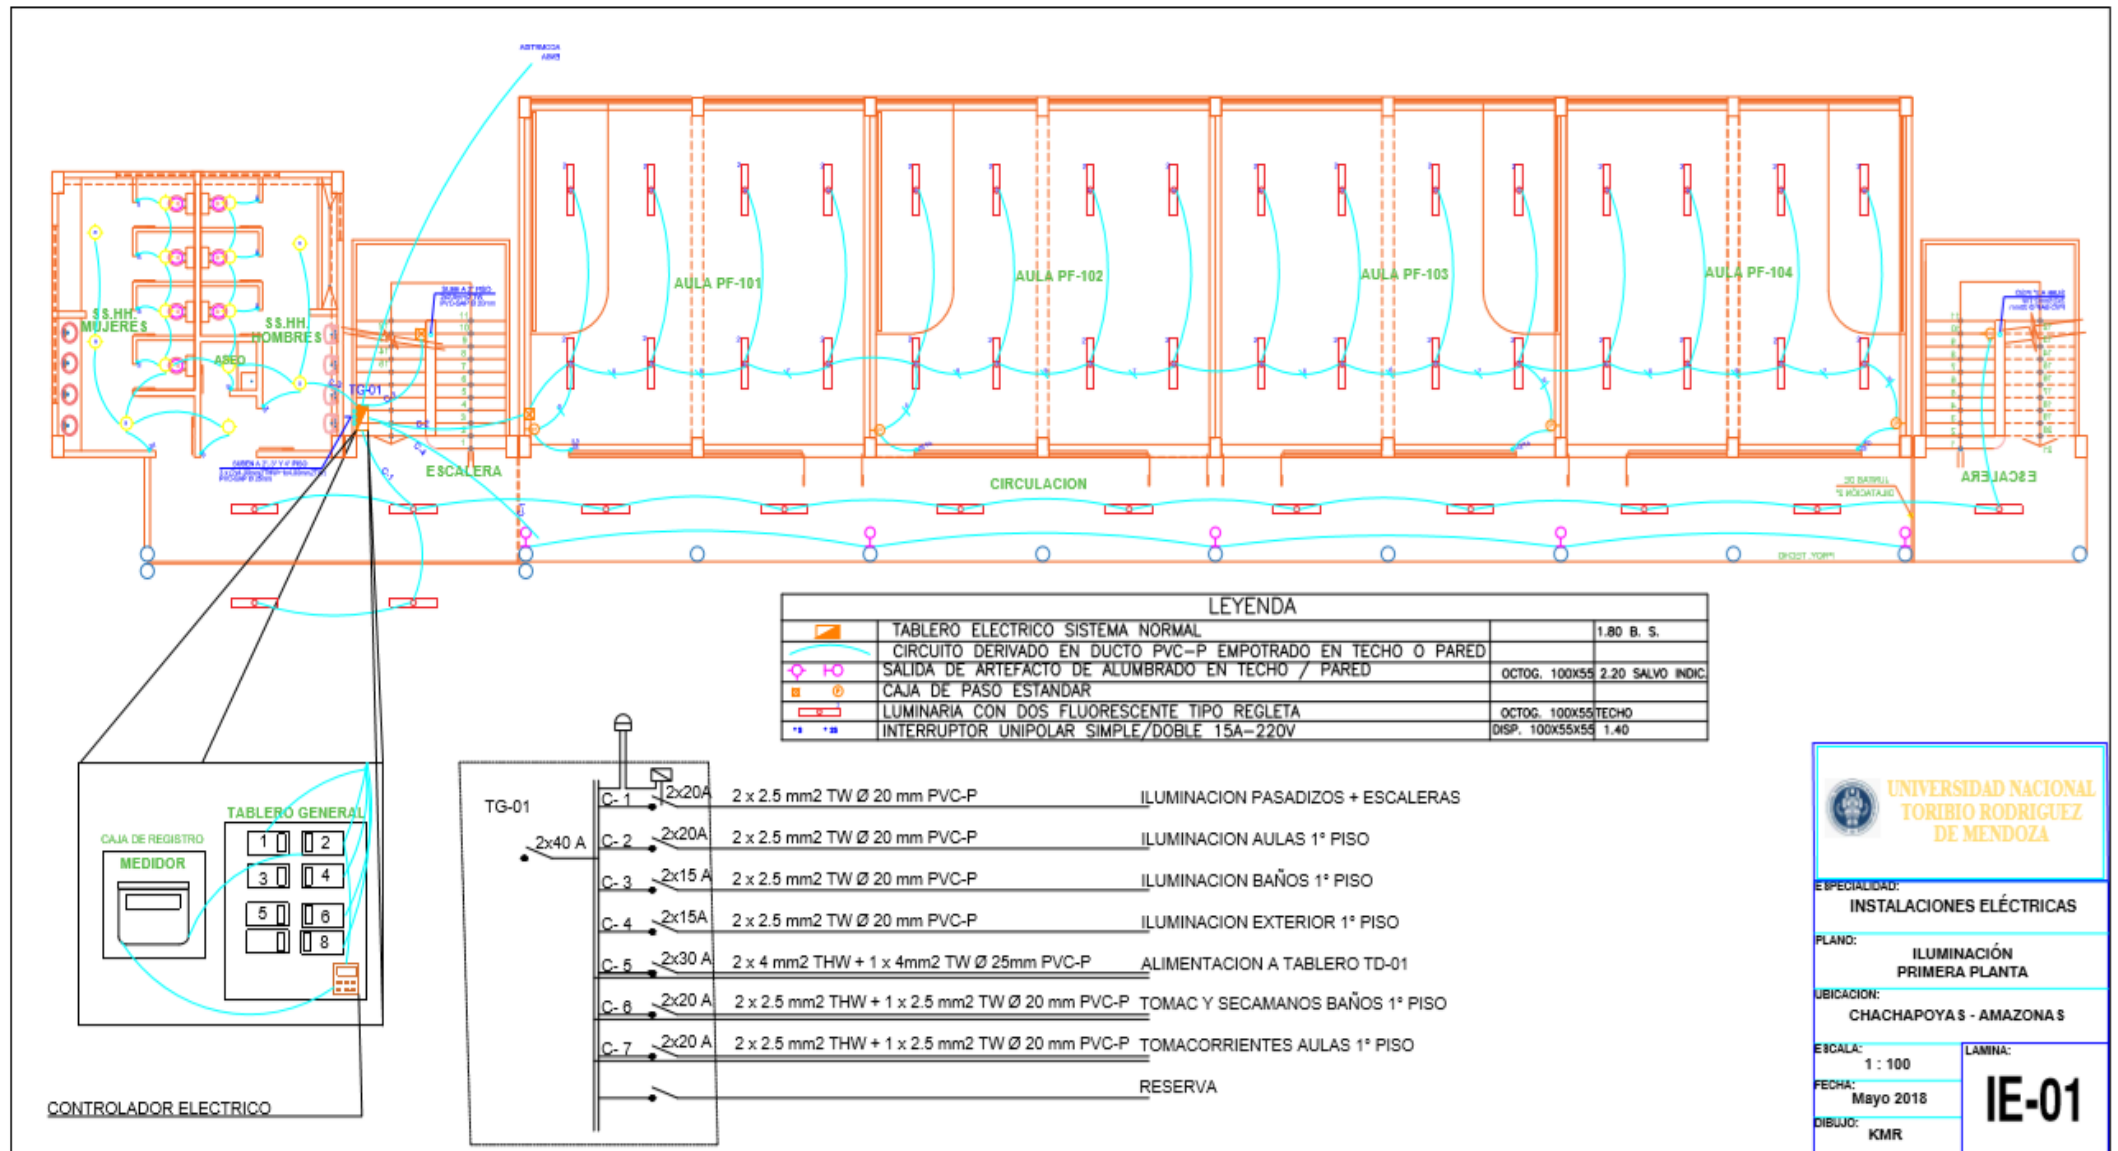 ACOMETIDA
AULA PF-101
AULA PF-102
AULA PF-103
AULA PF-104
SS.HH.
MUJERES
SS.HH.
HOMBRES
ASEO
TG-01
C-3
C-2
C-4
C-1
ESCALERA
CIRCULACION
ESCALERA
JUNTAS DE
DILATACIÓN 2"
PROY. TECHO
LEYENDA
TABLERO ELECTRICO SISTEMA NORMAL 1.80 B. S.
CIRCUITO DERIVADO EN DUCTO PVC-P EMPOTRADO EN TECHO O PARED
SALIDA DE ARTEFACTO DE ALUMBRADO EN TECHO / PARED OCTOG. 100X55 2.20 SALVO INDIC.
CAJA DE PASO ESTANDAR
LUMINARIA CON DOS FLUORESCENTE TIPO REGLETA OCTOG. 100X55 TECHO
INTERRUPTOR UNIPOLAR SIMPLE/DOBLE 15A-220V DISP. 100X55X55 1.40
CAJA DE REGISTRO
MEDIDOR
TABLERO GENERAL
1 2
3 4
5 6
8
CONTROLADOR ELECTRICO
TG-01
2x40 A
C- 1 2x20A 2 x 2.5 mm2 TW Ø 20 mm PVC-P ILUMINACION PASADIZOS + ESCALERAS
C- 2 2x20A 2 x 2.5 mm2 TW Ø 20 mm PVC-P ILUMINACION AULAS 1° PISO
C- 3 2x15 A 2 x 2.5 mm2 TW Ø 20 mm PVC-P ILUMINACION BAÑOS 1° PISO
C- 4 2x15A 2 x 2.5 mm2 TW Ø 20 mm PVC-P ILUMINACION EXTERIOR 1° PISO
C- 5 2x30 A 2 x 4 mm2 THW + 1 x 4mm2 TW Ø 25mm PVC-P ALIMENTACION A TABLERO TD-01
C- 6 2x20 A 2 x 2.5 mm2 THW + 1 x 2.5 mm2 TW Ø 20 mm PVC-P TOMAC Y SECAMANOS BAÑOS 1° PISO
C- 7 2x20 A 2 x 2.5 mm2 THW + 1 x 2.5 mm2 TW Ø 20 mm PVC-P TOMACORRIENTES AULAS 1° PISO
RESERVA
UNIVERSIDAD NACIONAL
TORIBIO RODRIGUEZ
DE MENDOZA
ESPECIALIDAD:
INSTALACIONES ELÉCTRICAS
PLANO:
ILUMINACIÓN
PRIMERA PLANTA
UBICACION:
CHACHAPOYAS - AMAZONAS
ESCALA:
1 : 100
FECHA:
Mayo 2018
DIBUJO:
KMR
LAMINA:
IE-01